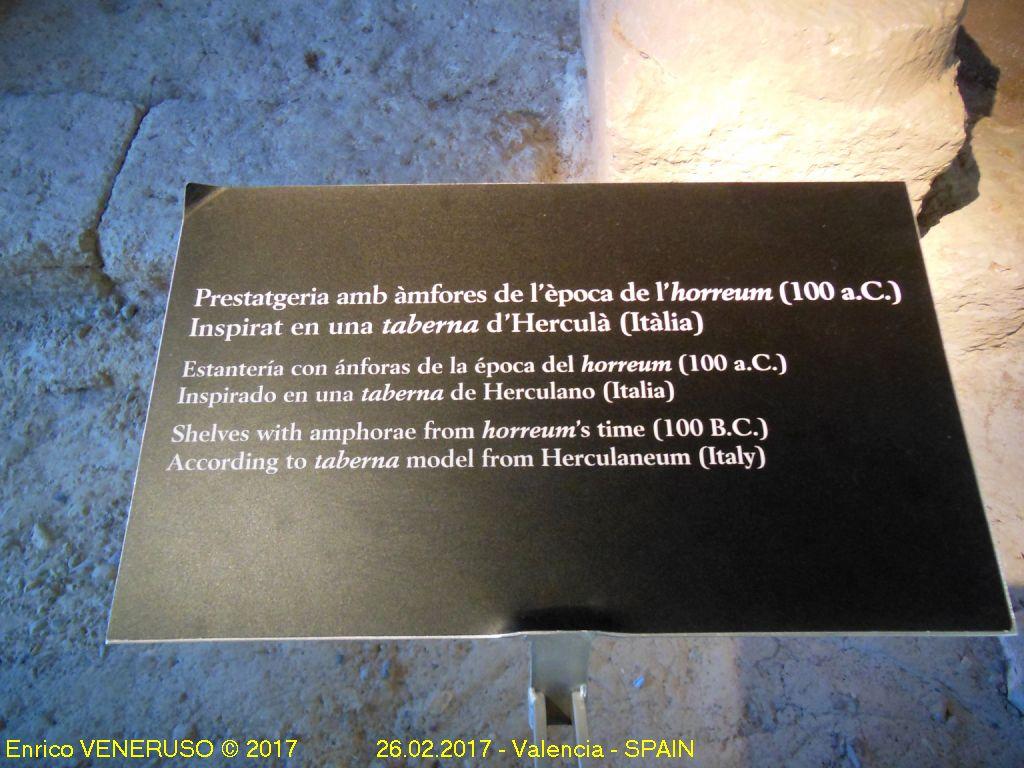 Prestatgeria amb àmfores de l'època de l'horreum (100 a.C.)
Inspirat en una taberna d'Herculà (Itàlia)
Estantería con ánforas de la época del horreum (100 a.C.)
Inspirado en una taberna de Herculano (Italia)
Shelves with amphorae from horreum's time (100 B.C.)
According to taberna model from Herculaneum (Italy)
Enrico VENERUSO © 2017 26.02.2017 - Valencia - SPAIN